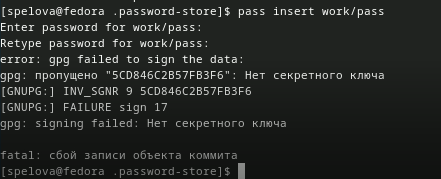 [spelova@fedora .password-store]$ pass insert work/pass
Enter password for work/pass:
Retype password for work/pass:
error: gpg failed to sign the data:
gpg: пропущено "5CD846C2B57FB3F6": Нет секретного ключа
[GNUPG:] INV_SGNR 9 5CD846C2B57FB3F6
[GNUPG:] FAILURE sign 17
gpg: signing failed: Нет секретного ключа
fatal: сбой записи объекта коммита
[spelova@fedora .password-store]$